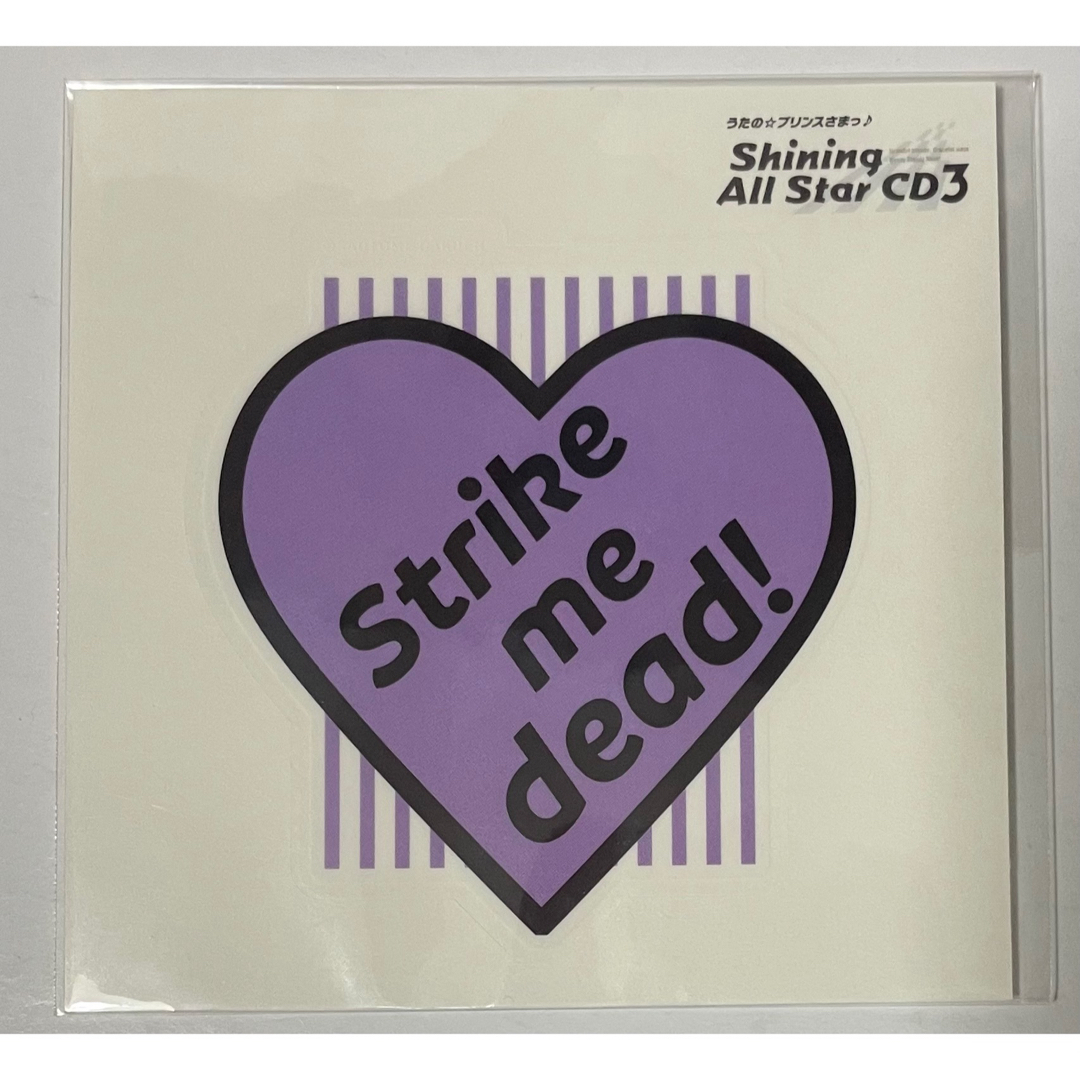 うたの☆プリンスさまっ♪
Shining
All Star CD3
Strike
me
dead!